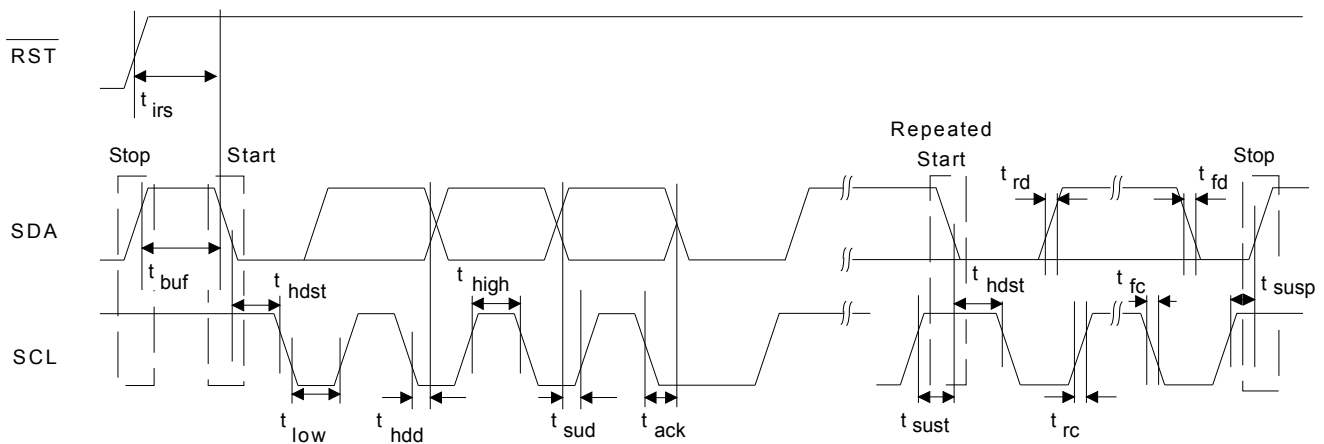 RST
t irs
Repeated
Stop Start Start Stop
t rd t fd
SDA
t buf t hdst t high t hdst t fc t susp
SCL
t low t hdd t sud t ack t sust t rc